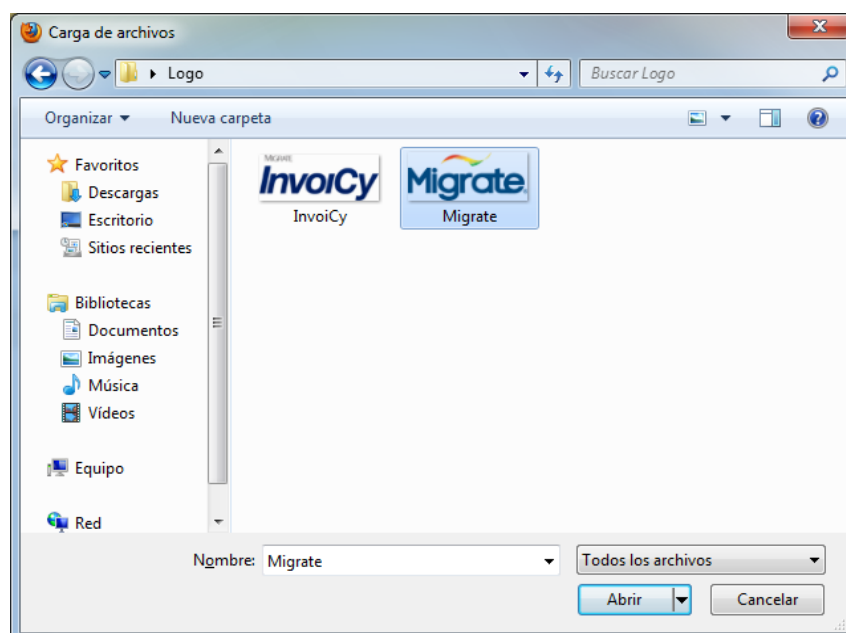 Carga de archivos
Logo
Buscar Logo
Organizar
Nueva carpeta
Favoritos
Descargas
Escritorio
Sitios recientes
Bibliotecas
Documentos
Imágenes
Música
Vídeos
Equipo
Red
MIGRATE
InvoiCy
InvoiCy
Migrate
Migrate
Nombre: Migrate
Todos los archivos
Abrir
Cancelar